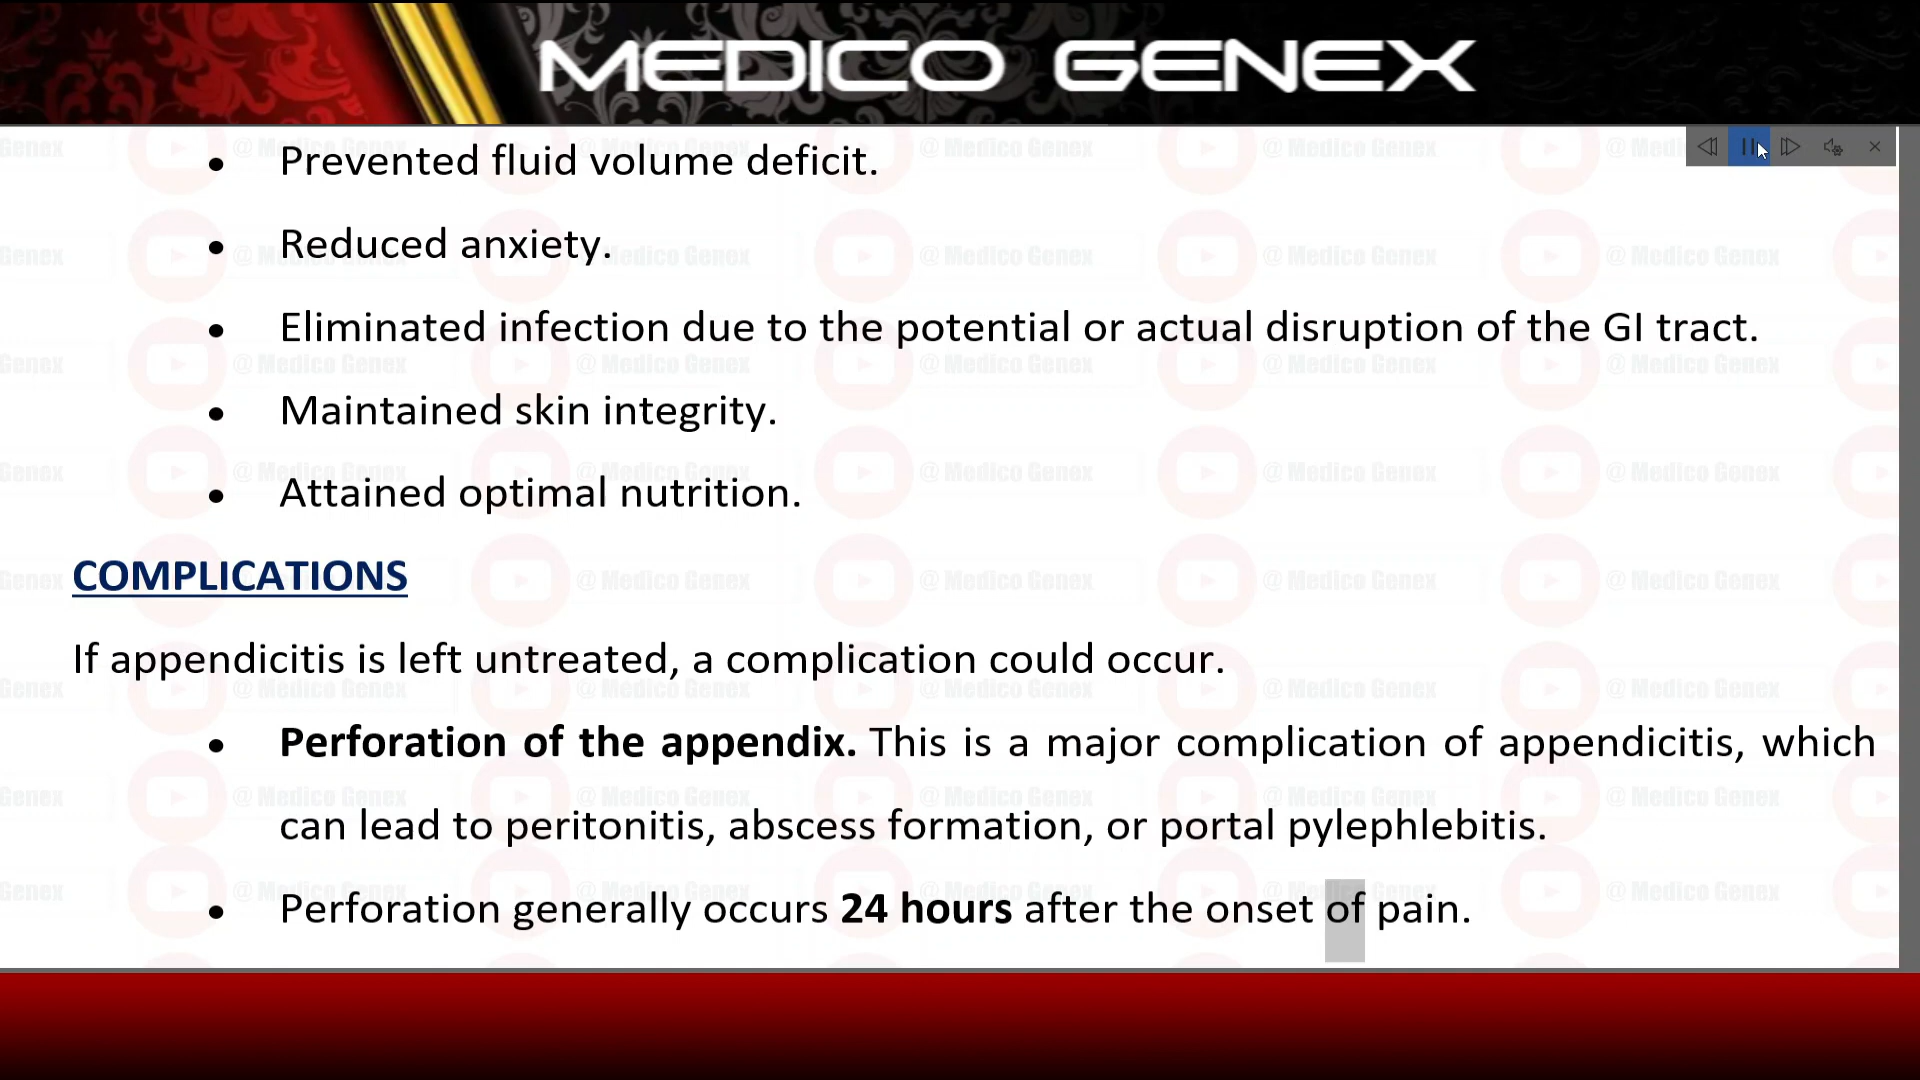 MEDICO GENEX
• Prevented fluid volume deficit.
• Reduced anxiety.
• Eliminated infection due to the potential or actual disruption of the GI tract.
• Maintained skin integrity.
• Attained optimal nutrition.
COMPLICATIONS
If appendicitis is left untreated, a complication could occur.
• Perforation of the appendix. This is a major complication of appendicitis, which
can lead to peritonitis, abscess formation, or portal pylephlebitis.
• Perforation generally occurs 24 hours after the onset of pain.
@ Medico Genex